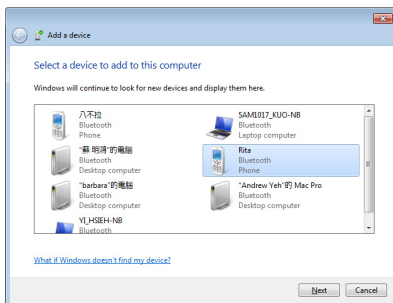 Add a device
Select a device to add to this computer
Windows will continue to look for new devices and display them here.
八不拉
Bluetooth
Phone
SAM1017_KUO-NB
Bluetooth
Laptop computer
"蘇 明鴻"的電腦
Bluetooth
Desktop computer
Rita
Bluetooth
Phone
"barbara"的電腦
Bluetooth
Desktop computer
"Andrew Yeh"的 Mac Pro
Bluetooth
Desktop computer
YI_HSIEH-NB
Bluetooth
What if Windows doesn't find my device?
Next
Cancel